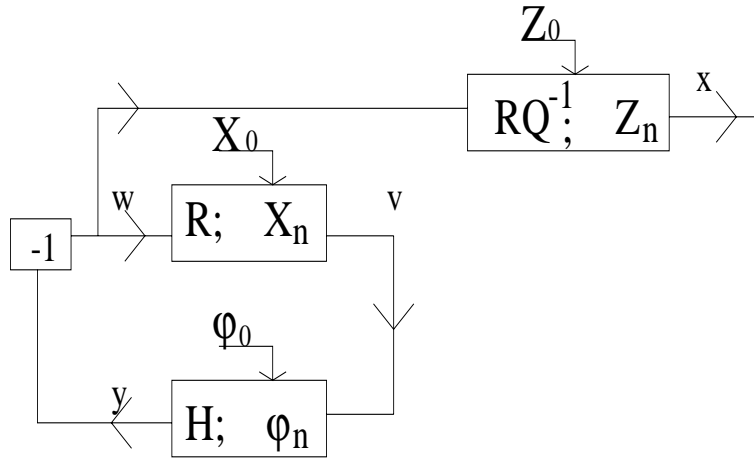 Z₀
x
RQ⁻¹; Zₙ
X₀
w
v
R; Xₙ
-1
φ₀
y
H; φₙ